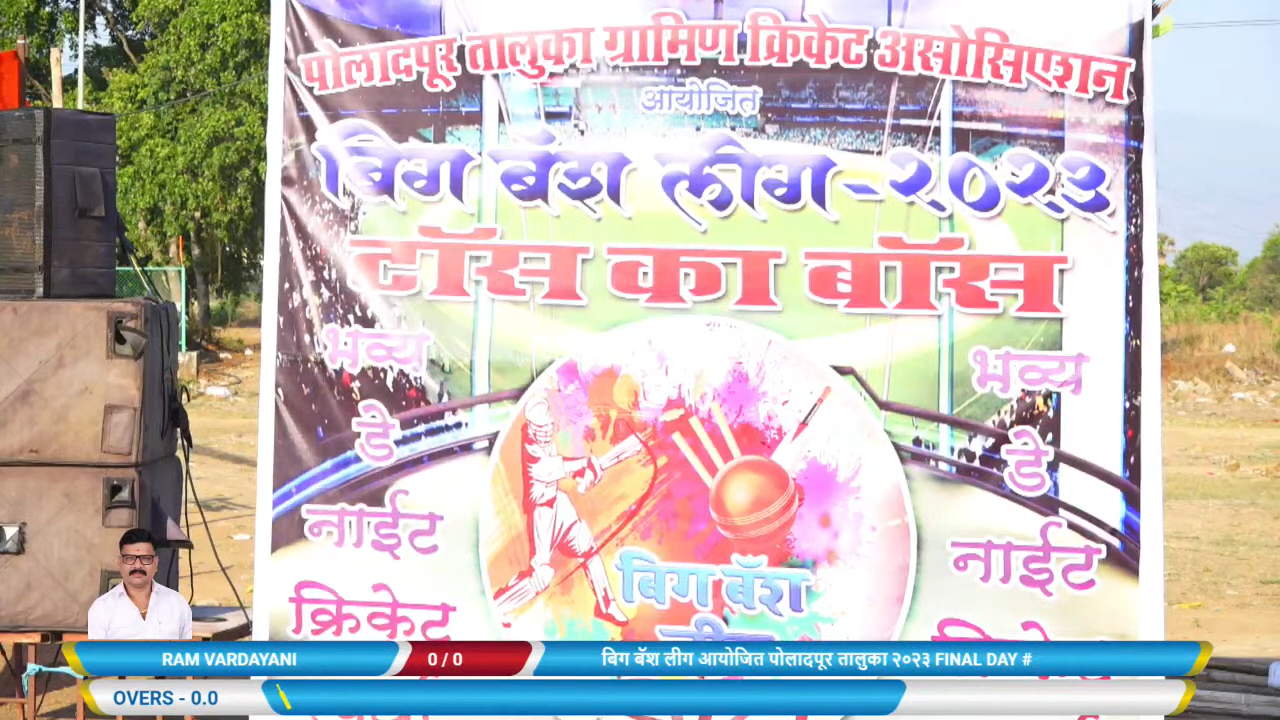 पोलादपूर तालुका ग्रामिण क्रिकेट असोसिएशन
आयोजित
बिग बॅश लीग -२०२३
टॉस का बॉस
भव्य
डे
नाईट
क्रिकेट
भव्य
डे
नाईट
बिग बॅश
RAM VARDAYANI
0 / 0
बिग बॅश लीग आयोजित पोलादपूर तालुका २०२३ FINAL DAY #
OVERS - 0.0